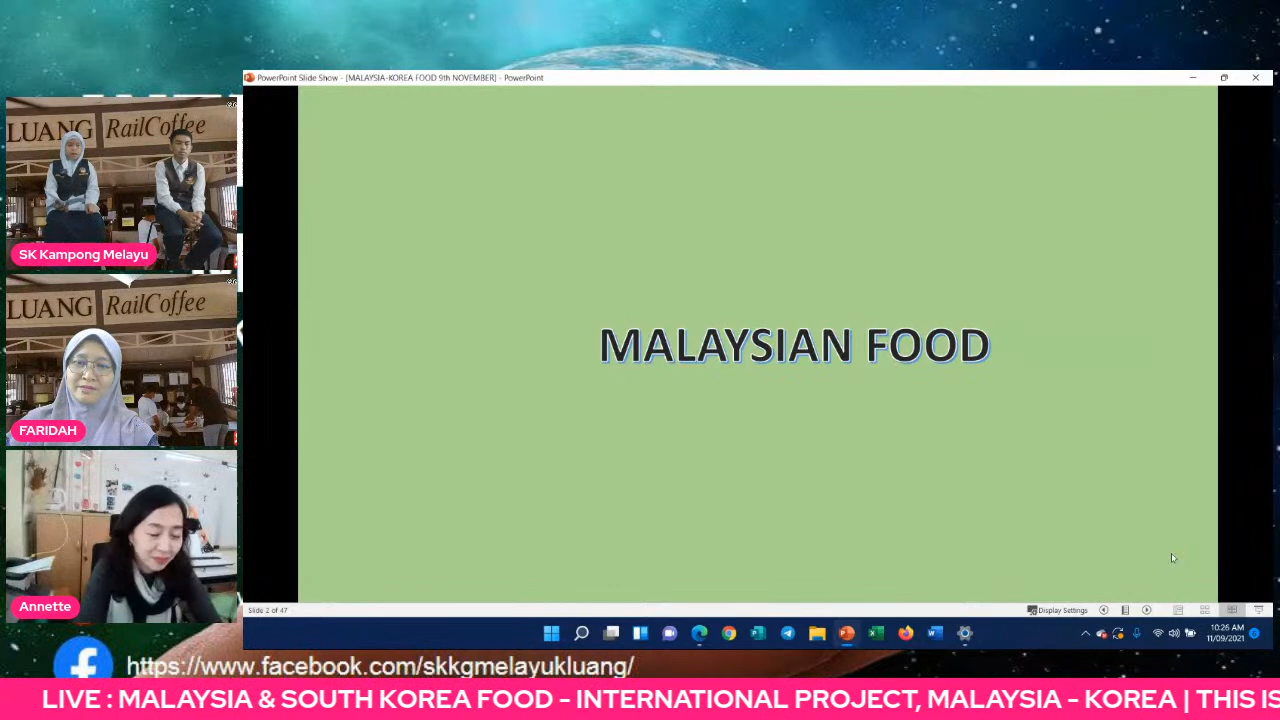 PowerPoint Slide Show - [MALAYSIA-KOREA FOOD 9th NOVEMBER] - PowerPoint
LUANG RailCoffee
SK Kampong Melayu
LUANG RailCoffee
FARIDAH
Annette
MALAYSIAN FOOD
Slide 2 of 47
Display Settings
10:26 AM
11/09/2021
https://www.facebook.com/skkgmelayukluang/
LIVE : MALAYSIA & SOUTH KOREA FOOD - INTERNATIONAL PROJECT, MALAYSIA - KOREA | THIS IS